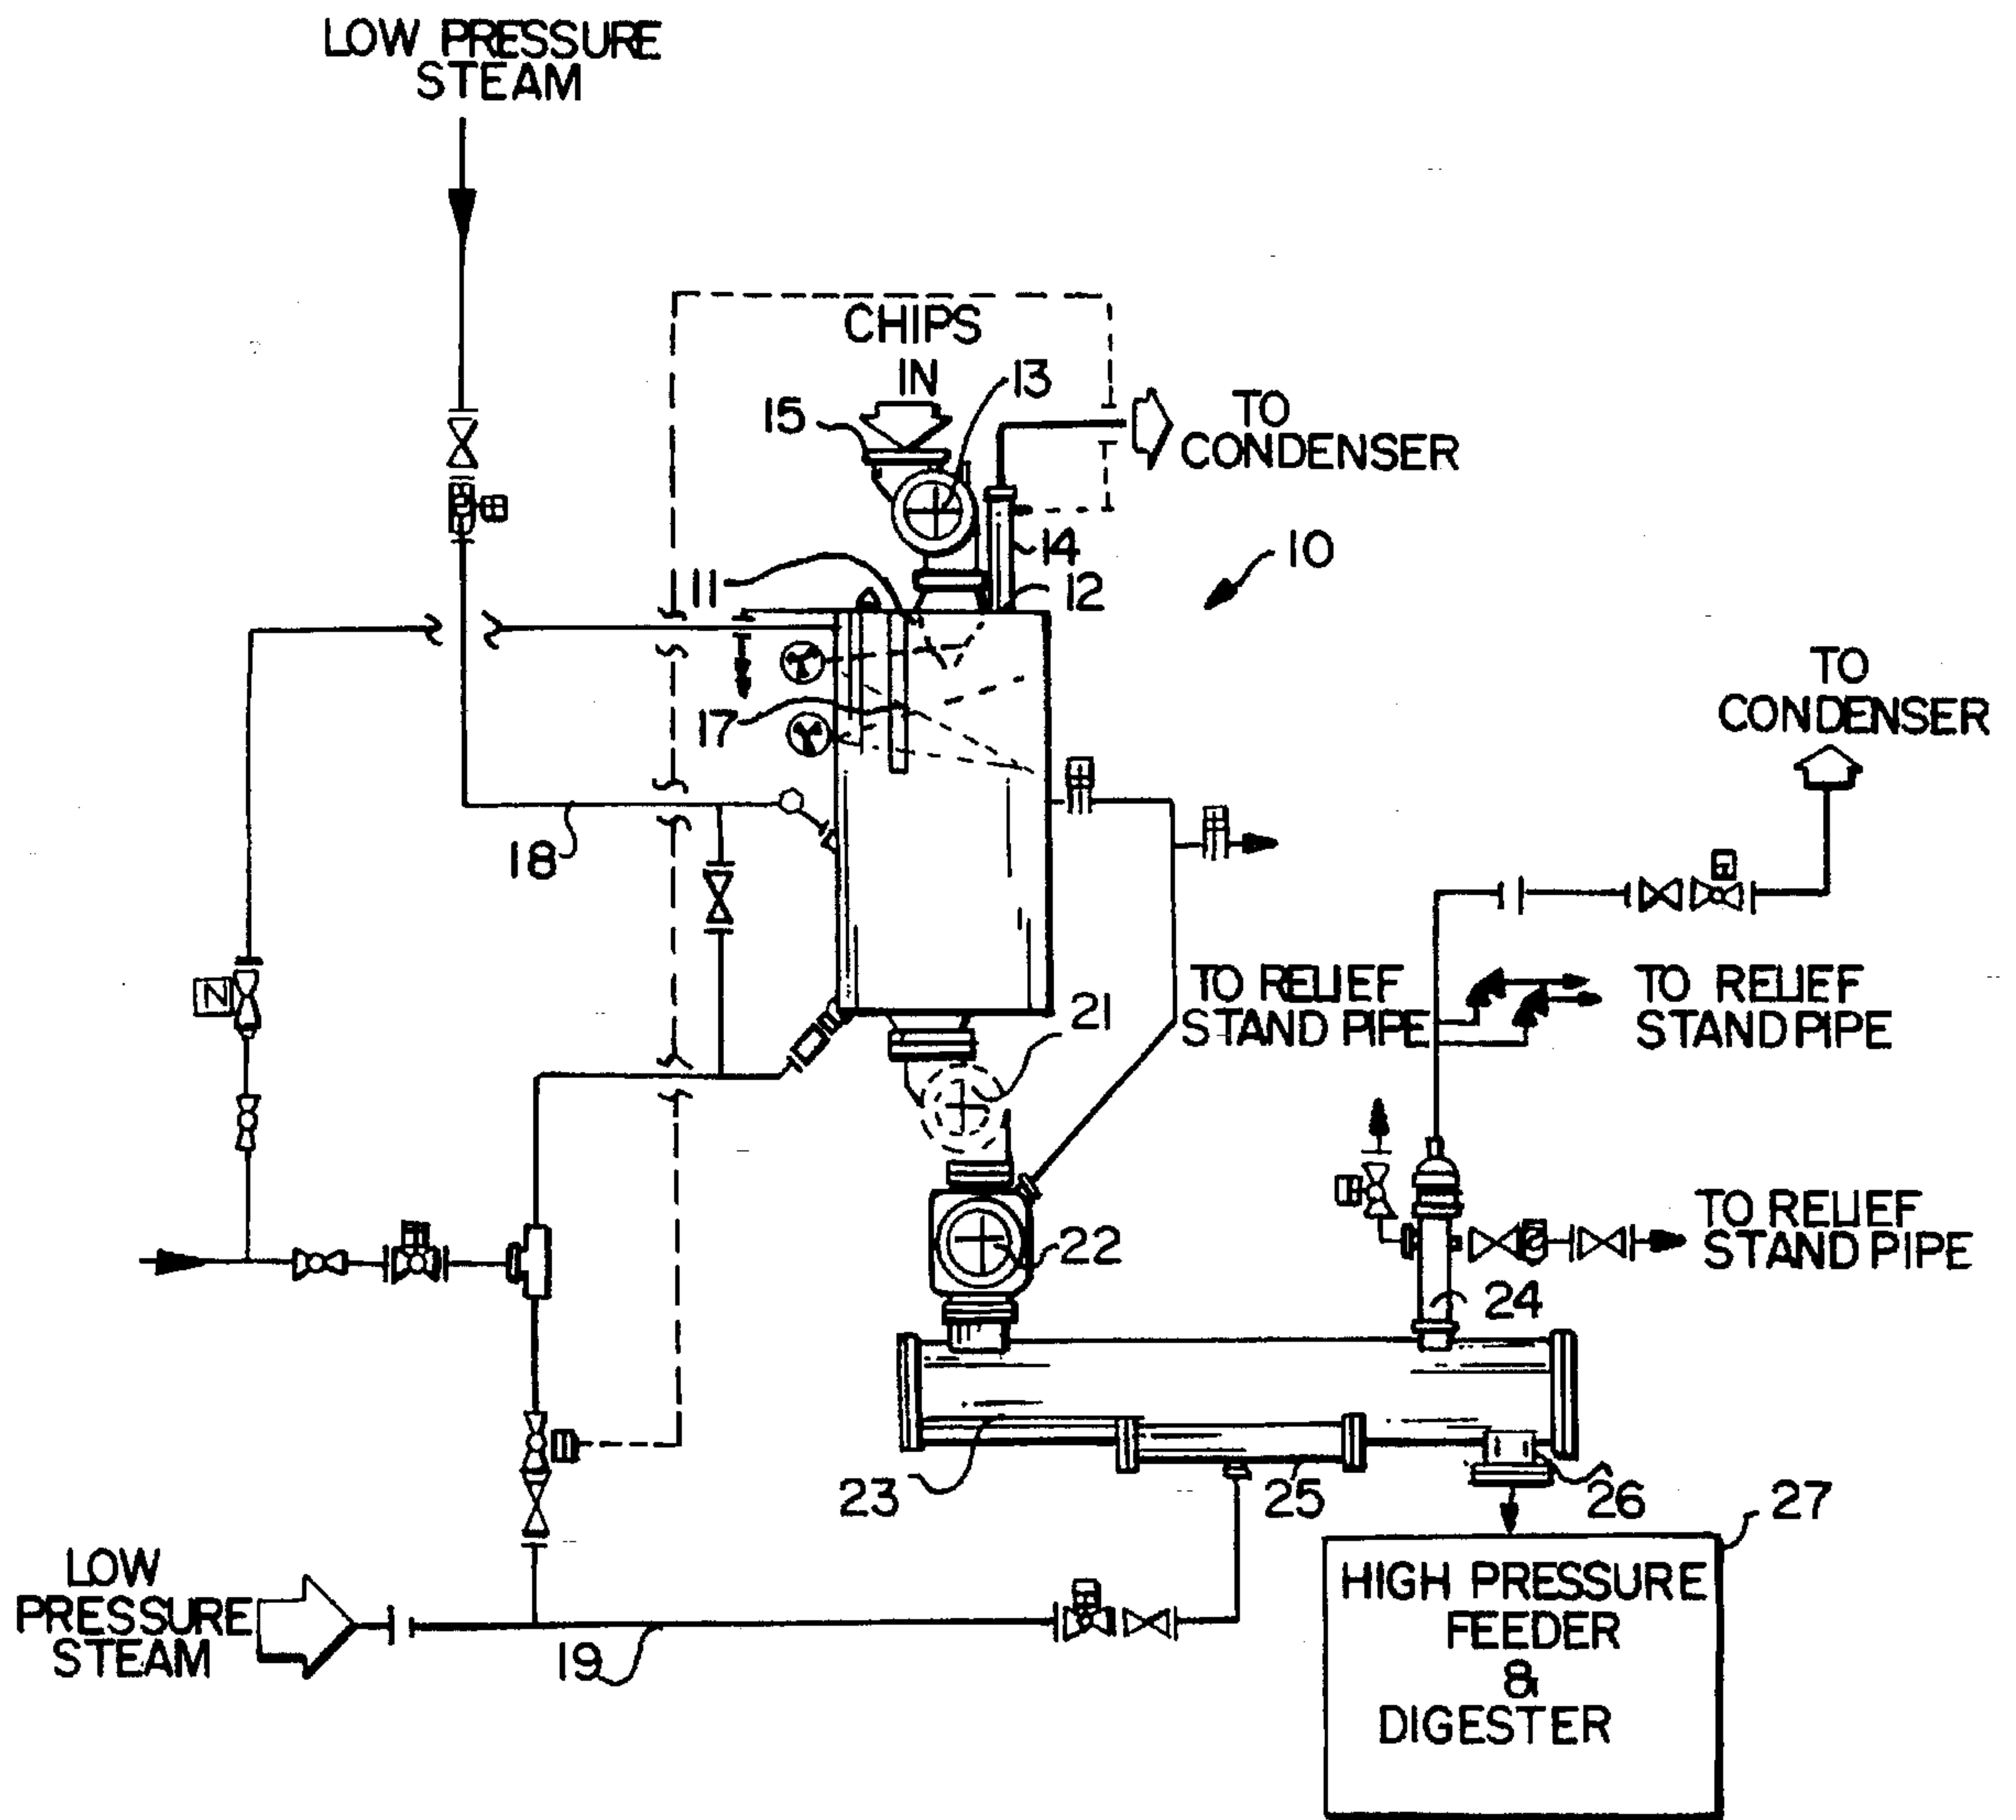 LOW PRESSURE
STEAM
CHIPS
IN
13
15
TO
CONDENSER
14
10
11
12
17
18
TO
CONDENSER
TO RELIEF
STAND PIPE
TO RELIEF
STAND PIPE
21
22
TO RELIEF
STAND PIPE
24
23
25
26
27
HIGH PRESSURE
FEEDER
&
DIGESTER
LOW
PRESSURE
STEAM
19